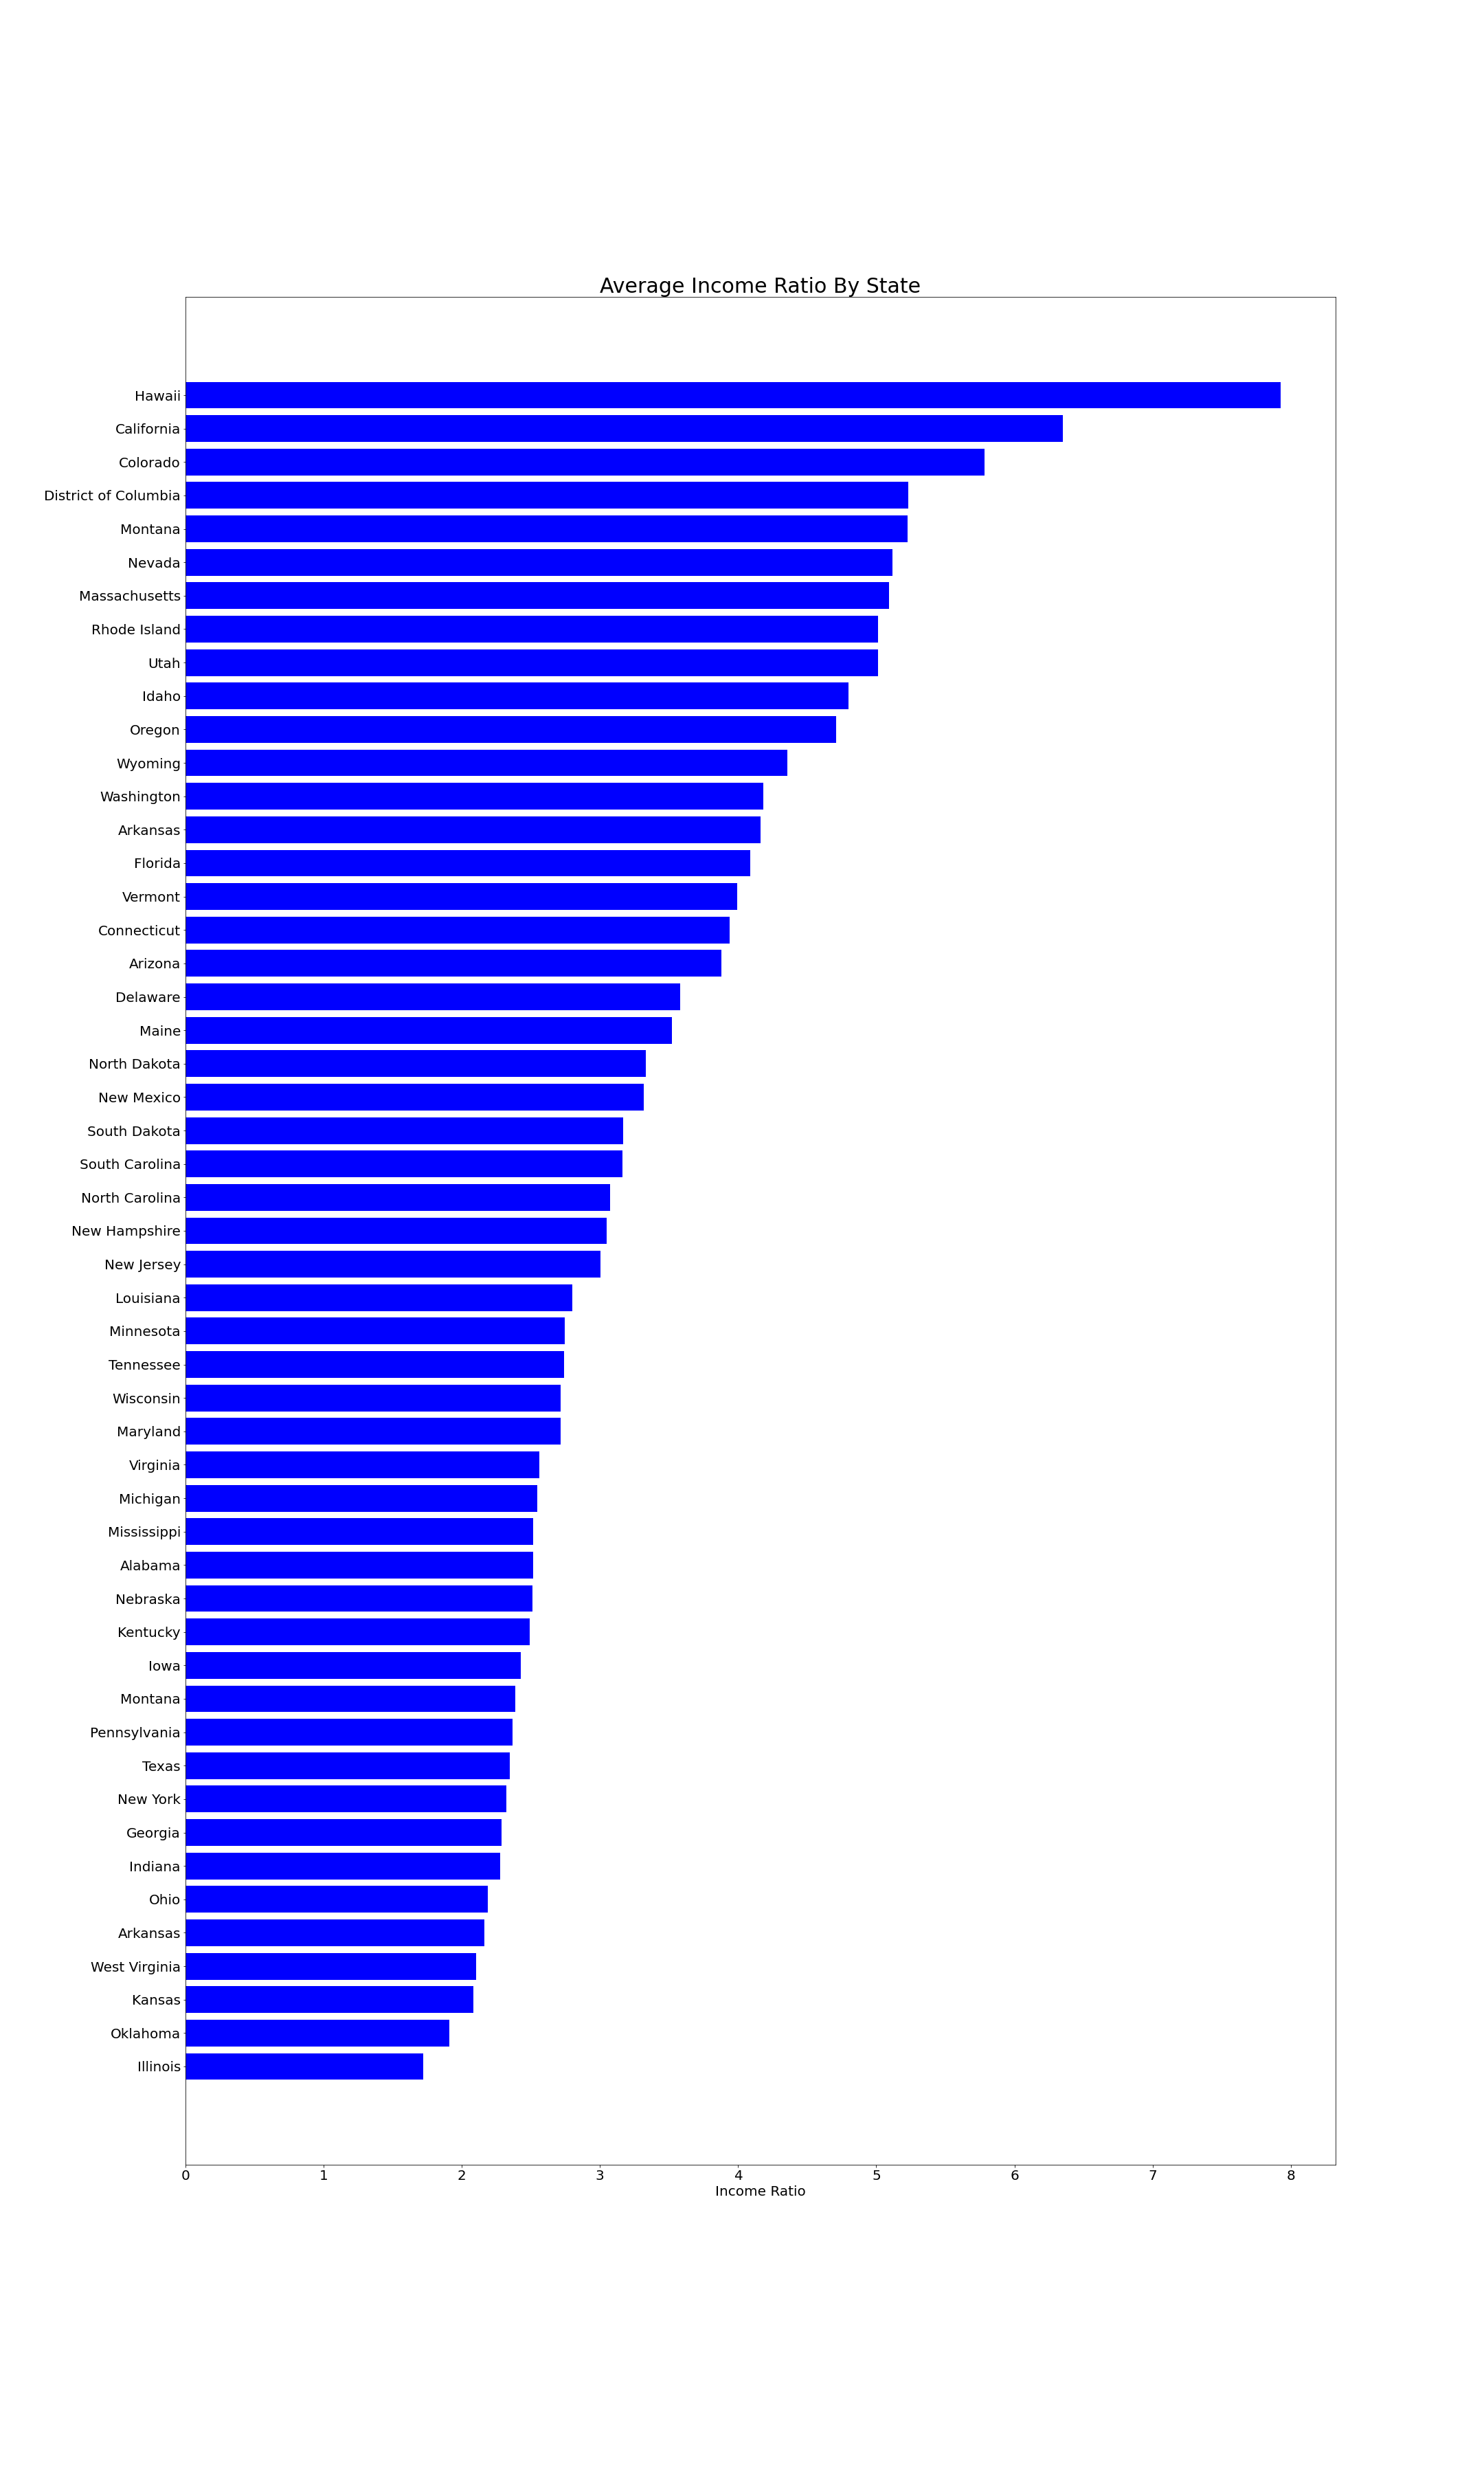 Average Income Ratio By State
Hawaii
California
Colorado
District of Columbia
Montana
Nevada
Massachusetts
Rhode Island
Utah
Idaho
Oregon
Wyoming
Washington
Arkansas
Florida
Vermont
Connecticut
Arizona
Delaware
Maine
North Dakota
New Mexico
South Dakota
South Carolina
North Carolina
New Hampshire
New Jersey
Louisiana
Minnesota
Tennessee
Wisconsin
Maryland
Virginia
Michigan
Mississippi
Alabama
Nebraska
Kentucky
Iowa
Montana
Pennsylvania
Texas
New York
Georgia
Indiana
Ohio
Arkansas
West Virginia
Kansas
Oklahoma
Illinois
0 1 2 3 4 5 6 7 8
Income Ratio